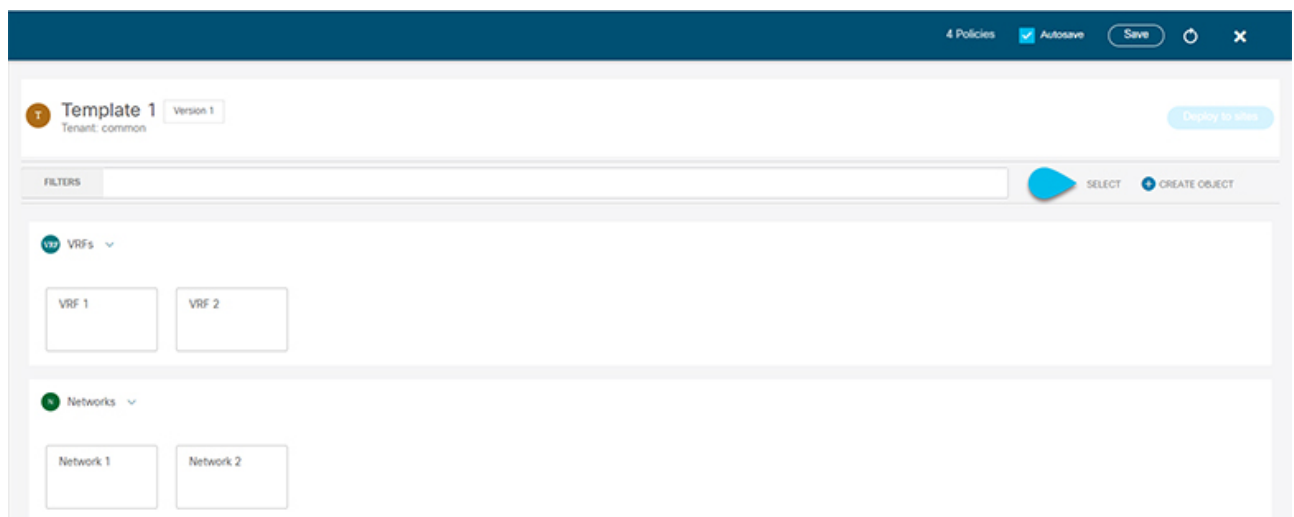 4 Policies Autosave Save
T Template 1 Version 1
Tenant: common
Deploy to sites
FILTERS SELECT CREATE OBJECT
VRF VRFs
VRF 1 VRF 2
N Networks
Network 1 Network 2